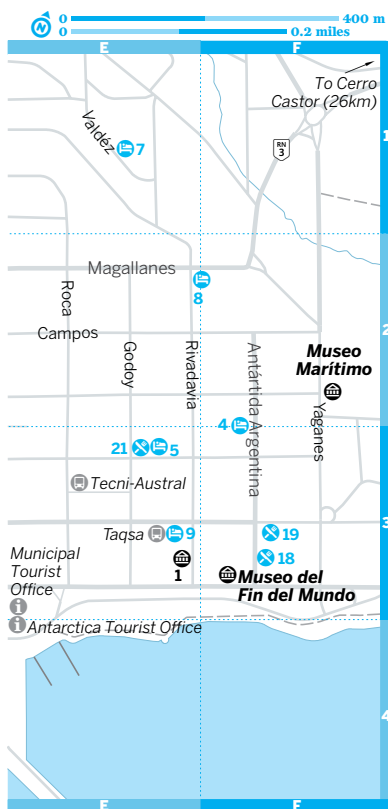 N
0 400 m
0 0.2 miles
E F
To Cerro
Castor (26km)
1
Valdéz
7
RN
3
Magallanes
8
Roca
2
Campos
Godoy
Rivadavia
Antártida Argentina
Museo
Marítimo
Yaganes
4
21 5
Tecni-Austral
3
Taqsa 9
19
18
Municipal
Tourist
Office
1
Museo del
Fin del Mundo
Antarctica Tourist Office
4
E F